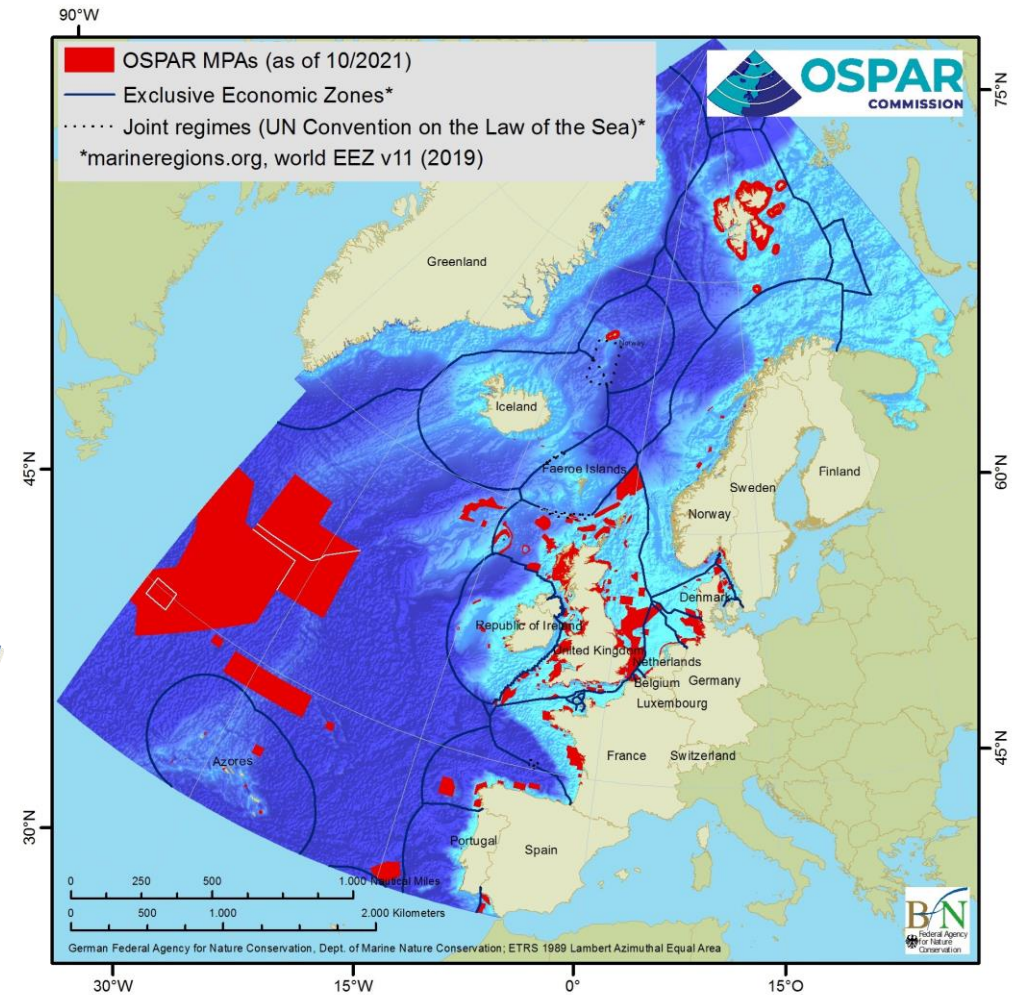 90°W
OSPAR MPAs (as of 10/2021)
Exclusive Economic Zones*
Joint regimes (UN Convention on the Law of the Sea)*
*marineregions.org, world EEZ v11 (2019)
OSPAR
COMMISSION
75°N
Greenland
Norway
Iceland
45°N
Faeroe Islands
60°N
Finland
Sweden
Norway
Denmark
Republic of Ireland
United Kingdom
Netherlands
Belgium
Germany
Luxembourg
France
Switzerland
45°N
Azores
30°N
Portugal
Spain
0 250 500 1.000 Nautical Miles
0 500 1.000 2.000 Kilometers
German Federal Agency for Nature Conservation, Dept. of Marine Nature Conservation; ETRS 1989 Lambert Azimuthal Equal Area
BfN
Federal Agency
for Nature
Conservation
30°W
15°W
0°
15°O